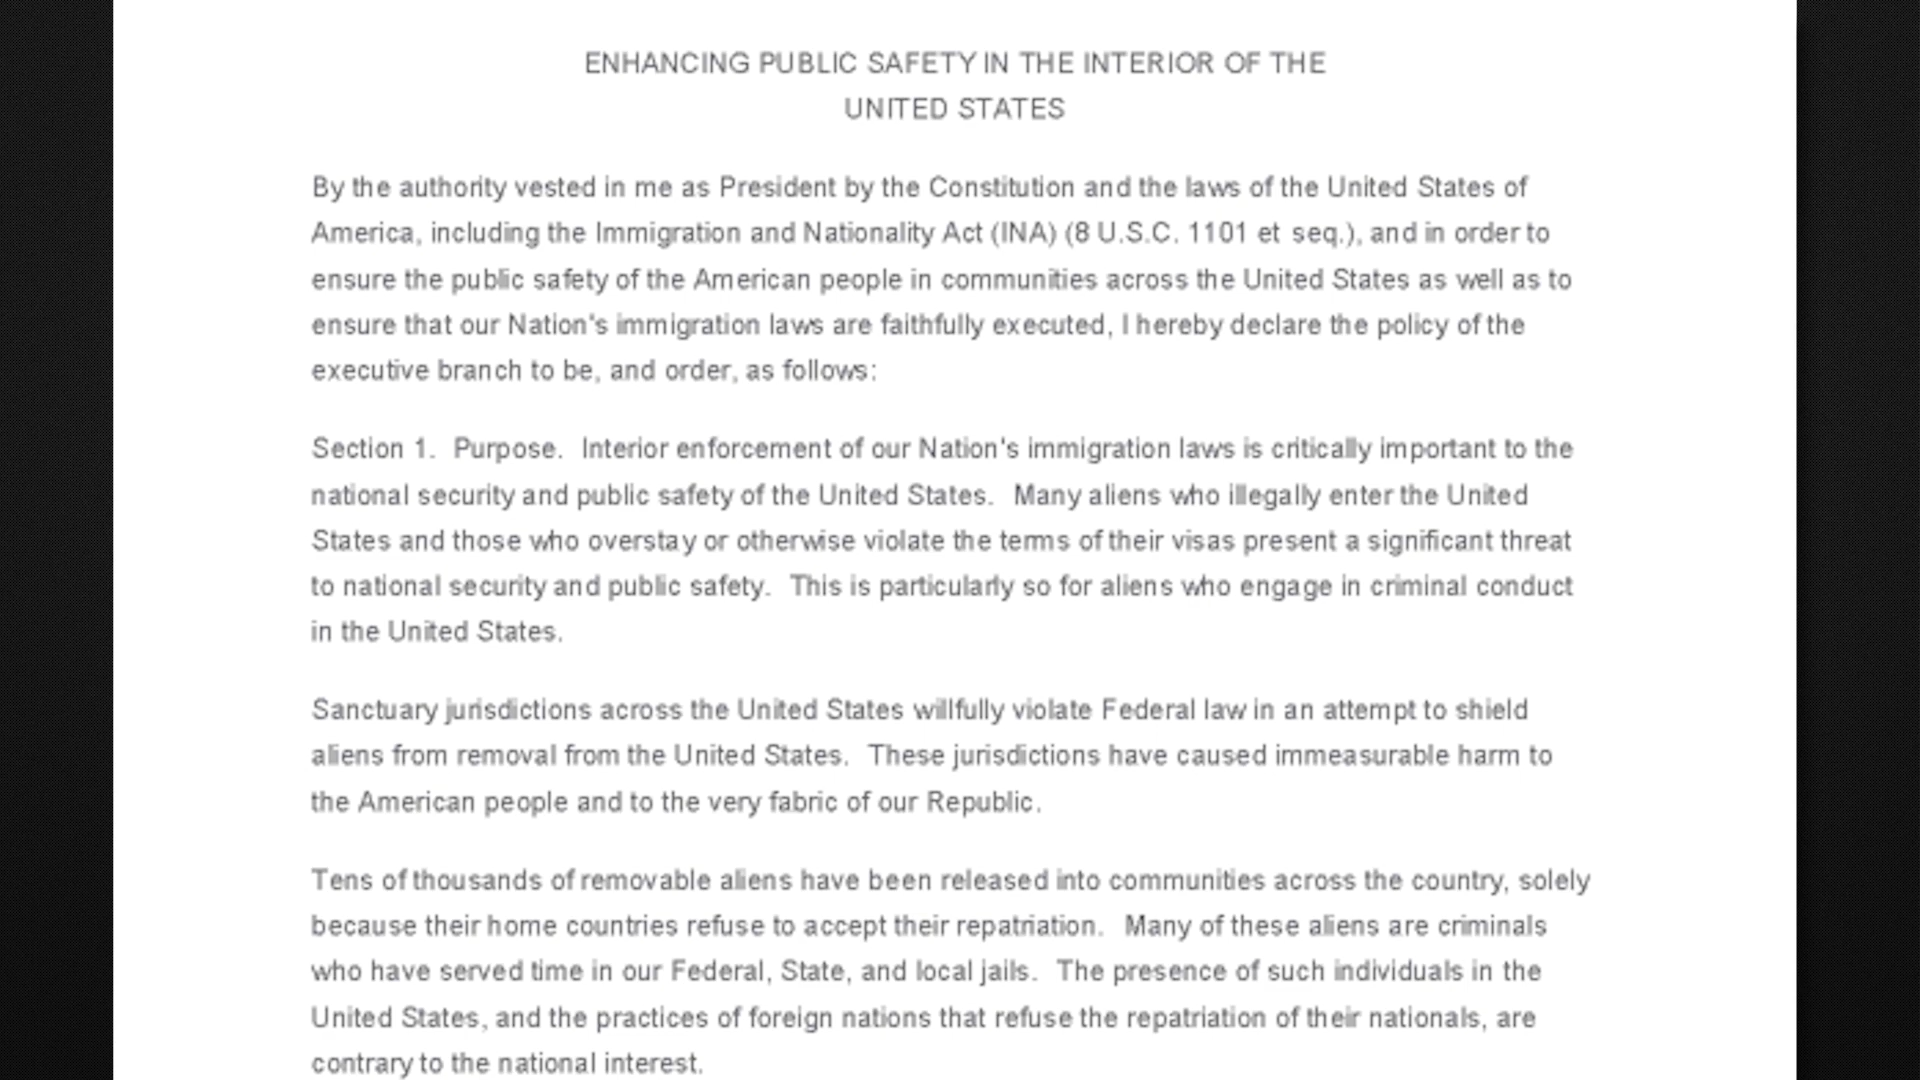 ENHANCING PUBLIC SAFETY IN THE INTERIOR OF THE
UNITED STATES
By the authority vested in me as President by the Constitution and the laws of the United States of
America, including the Immigration and Nationality Act (INA) (8 U.S.C. 1101 et seq.), and in order to
ensure the public safety of the American people in communities across the United States as well as to
ensure that our Nation's immigration laws are faithfully executed, I hereby declare the policy of the
executive branch to be, and order, as follows:
Section 1.  Purpose.  Interior enforcement of our Nation's immigration laws is critically important to the
national security and public safety of the United States.  Many aliens who illegally enter the United
States and those who overstay or otherwise violate the terms of their visas present a significant threat
to national security and public safety.  This is particularly so for aliens who engage in criminal conduct
in the United States.
Sanctuary jurisdictions across the United States willfully violate Federal law in an attempt to shield
aliens from removal from the United States.  These jurisdictions have caused immeasurable harm to
the American people and to the very fabric of our Republic.
Tens of thousands of removable aliens have been released into communities across the country, solely
because their home countries refuse to accept their repatriation.  Many of these aliens are criminals
who have served time in our Federal, State, and local jails.  The presence of such individuals in the
United States, and the practices of foreign nations that refuse the repatriation of their nationals, are
contrary to the national interest.